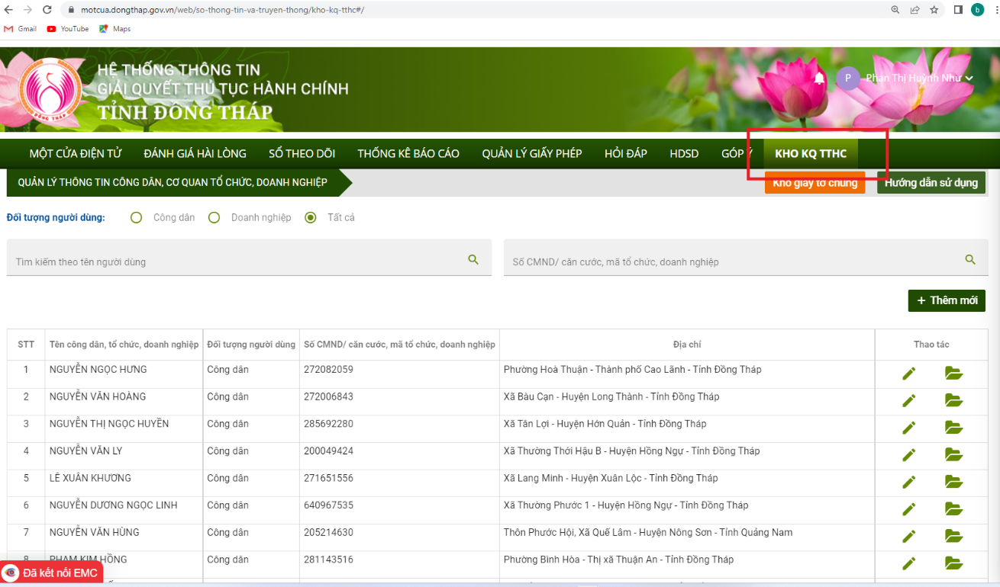 motcua.dongthap.gov.vn/web/so-thong-tin-va-truyen-thong/kho-kq-tthc#/
b
Gmail YouTube Maps
HỆ THỐNG THÔNG TIN
GIẢI QUYẾT THỦ TỤC HÀNH CHÍNH
TỈNH ĐỒNG THÁP
ĐỒNG THÁP
P Phan Thị Huỳnh Như
MỘT CỬA ĐIỆN TỬ ĐÁNH GIÁ HÀI LÒNG SỔ THEO DÕI THỐNG KÊ BÁO CÁO QUẢN LÝ GIẤY PHÉP HỎI ĐÁP HDSD GÓP Ý KHO KQ TTHC
QUẢN LÝ THÔNG TIN CÔNG DÂN, CƠ QUAN TỔ CHỨC, DOANH NGHIỆP Kho giấy tờ chung Hướng dẫn sử dụng
Đối tượng người dùng: Công dân Doanh nghiệp Tất cả
Tìm kiếm theo tên người dùng Số CMND/ căn cước, mã tổ chức, doanh nghiệp
+ Thêm mới
STT Tên công dân, tổ chức, doanh nghiệp Đối tượng người dùng Số CMND/ căn cước, mã tổ chức, doanh nghiệp Địa chỉ Thao tác
1 NGUYỄN NGỌC HƯNG Công dân 272082059 Phường Hoà Thuận - Thành phố Cao Lãnh - Tỉnh Đồng Tháp
2 NGUYỄN VĂN HOÀNG Công dân 272006843 Xã Bàu Cạn - Huyện Long Thành - Tỉnh Đồng Tháp
3 NGUYỄN THỊ NGỌC HUYỀN Công dân 285692280 Xã Tân Lợi - Huyện Hớn Quản - Tỉnh Đồng Tháp
4 NGUYỄN VĂN LY Công dân 200049424 Xã Thường Thới Hậu B - Huyện Hồng Ngự - Tỉnh Đồng Tháp
5 LÊ XUÂN KHƯƠNG Công dân 271651556 Xã Lang Minh - Huyện Xuân Lộc - Tỉnh Đồng Tháp
6 NGUYỄN DƯƠNG NGỌC LINH Công dân 640967535 Xã Thường Phước 1 - Huyện Hồng Ngự - Tỉnh Đồng Tháp
7 NGUYỄN VĂN HÙNG Công dân 205214630 Thôn Phước Hội, Xã Quế Lâm - Huyện Nông Sơn - Tỉnh Quảng Nam
8 PHẠM KIM HỒNG Công dân 281143516 Phường Bình Hòa - Thị xã Thuận An - Tỉnh Đồng Tháp
Đã kết nối EMC